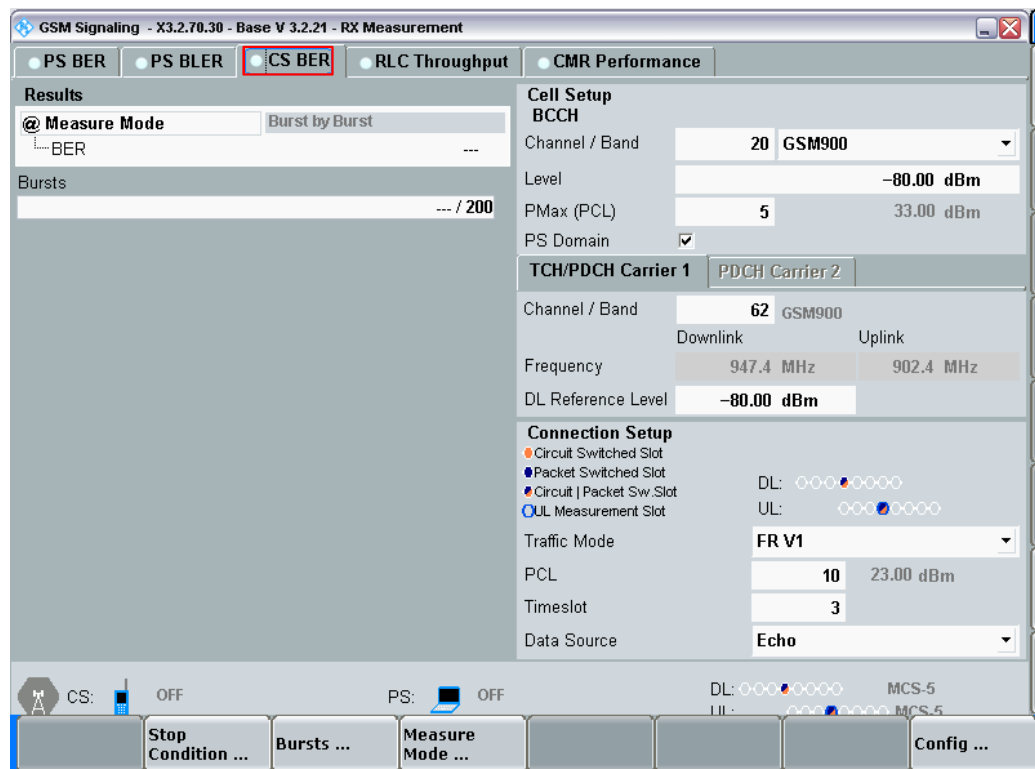 GSM Signaling - X3.2.70.30 - Base V 3.2.21 - RX Measurement
PS BER PS BLER CS BER RLC Throughput CMR Performance
Results
@ Measure Mode Burst by Burst
BER ---
Bursts
--- / 200
Cell Setup
BCCH
Channel / Band 20 GSM900
Level -80.00 dBm
PMax (PCL) 5 33.00 dBm
PS Domain
TCH/PDCH Carrier 1 PDCH Carrier 2
Channel / Band 62 GSM900
Downlink Uplink
Frequency 947.4 MHz 902.4 MHz
DL Reference Level -80.00 dBm
Connection Setup
Circuit Switched Slot
Packet Switched Slot
Circuit | Packet Sw.Slot
UL Measurement Slot
DL:
UL:
Traffic Mode FR V1
PCL 10 23.00 dBm
Timeslot 3
Data Source Echo
CS: OFF PS: OFF DL: MCS-5
UL: MCS-5
Stop Condition ... Bursts ... Measure Mode ... Config ...